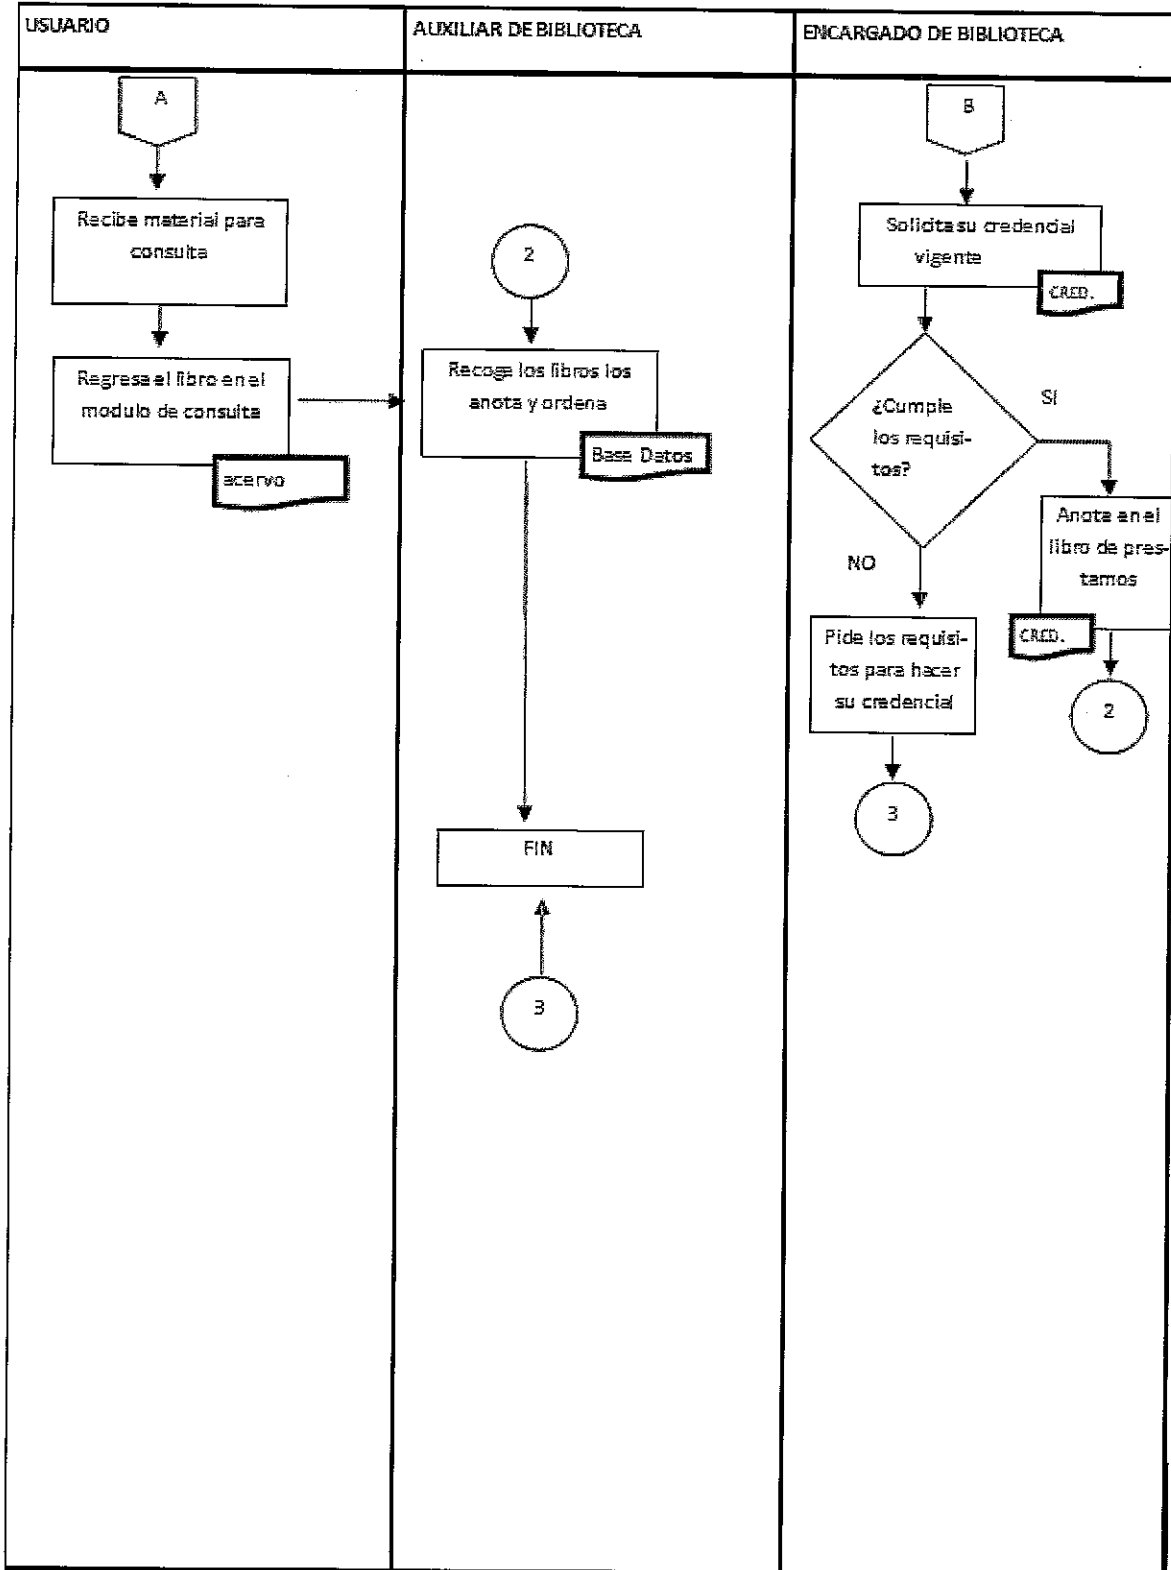 USUARIO
AUXILIAR DE BIBLIOTECA
ENCARGADO DE BIBLIOTECA
A
Recibe material para
consulta
Regresa el libro en el
modulo de consulta
acervo
2
Recoge los libros los
anota y ordena
Base Datos
FIN
3
B
Solicita su credencial
vigente
CRED.
¿Cumple
los requisi-
tos?
SI
NO
Anota en el
libro de pres-
tamos
CRED.
2
Pide los requisi-
tos para hacer
su credencial
3